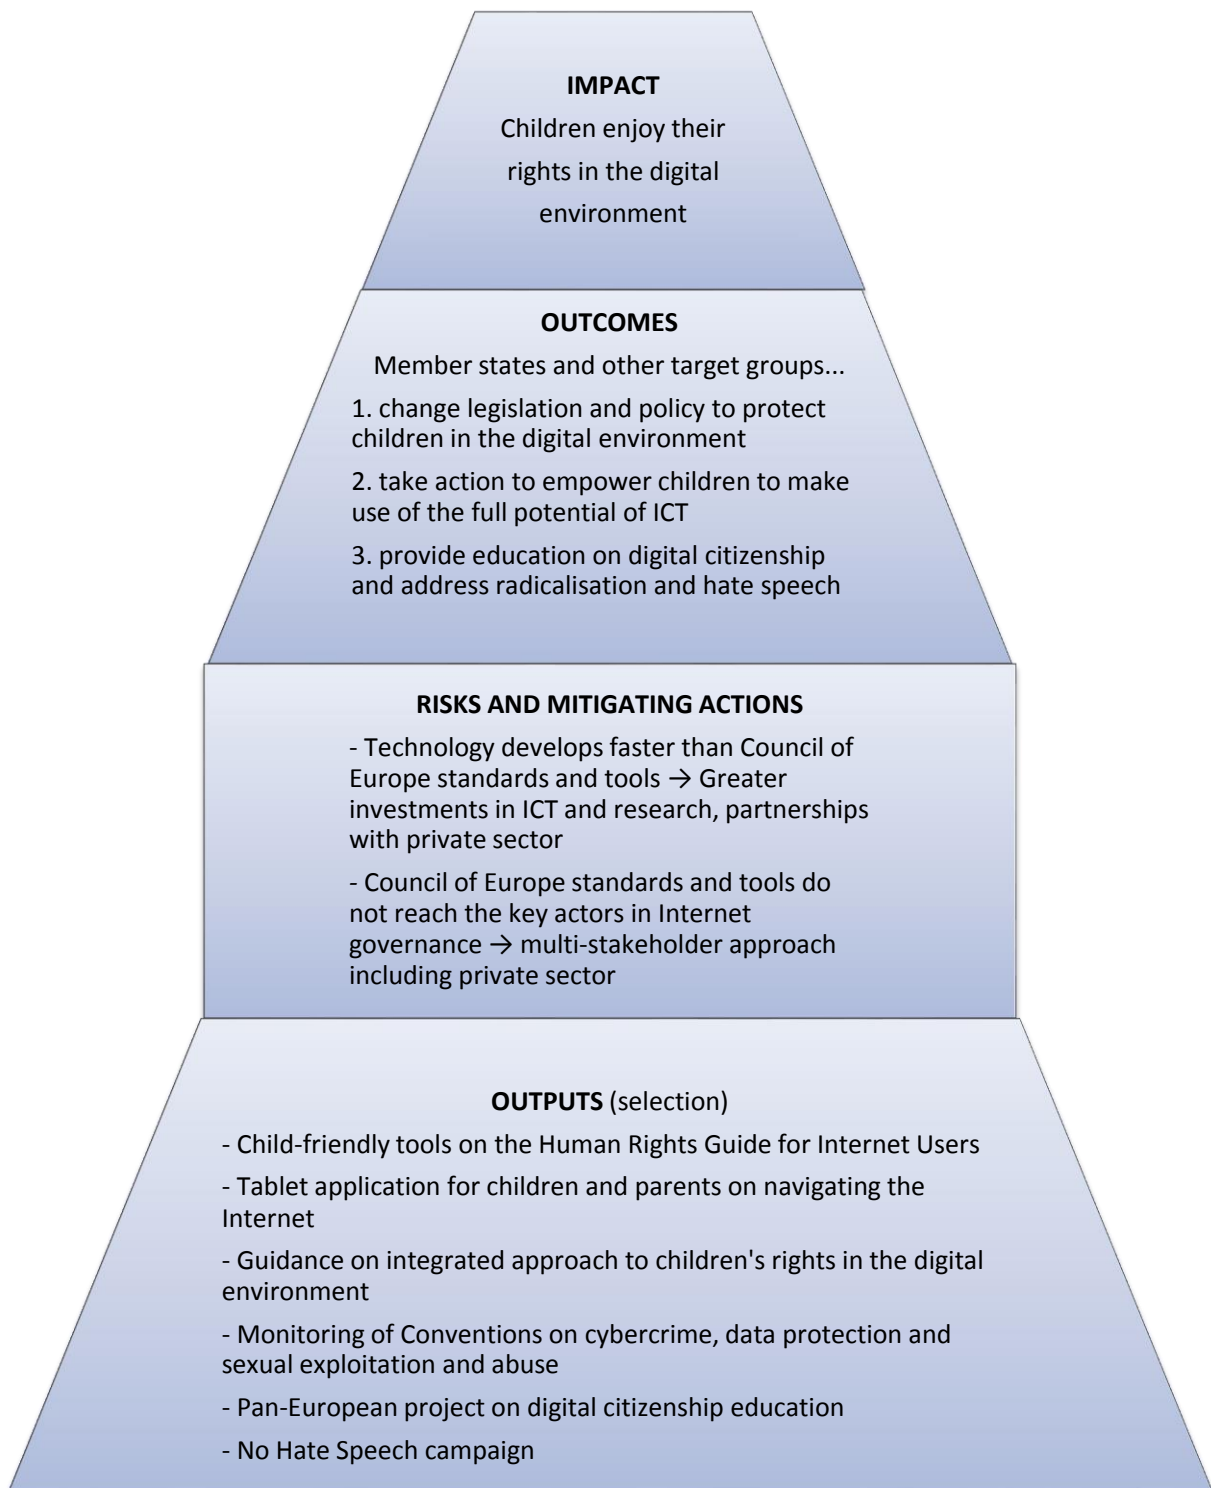 IMPACT
Children enjoy their
rights in the digital
environment
OUTCOMES
Member states and other target groups...
1. change legislation and policy to protect
children in the digital environment
2. take action to empower children to make
use of the full potential of ICT
3. provide education on digital citizenship
and address radicalisation and hate speech
RISKS AND MITIGATING ACTIONS
- Technology develops faster than Council of
Europe standards and tools → Greater
investments in ICT and research, partnerships
with private sector
- Council of Europe standards and tools do
not reach the key actors in Internet
governance → multi-stakeholder approach
including private sector
OUTPUTS (selection)
- Child-friendly tools on the Human Rights Guide for Internet Users
- Tablet application for children and parents on navigating the
Internet
- Guidance on integrated approach to children's rights in the digital
environment
- Monitoring of Conventions on cybercrime, data protection and
sexual exploitation and abuse
- Pan-European project on digital citizenship education
- No Hate Speech campaign